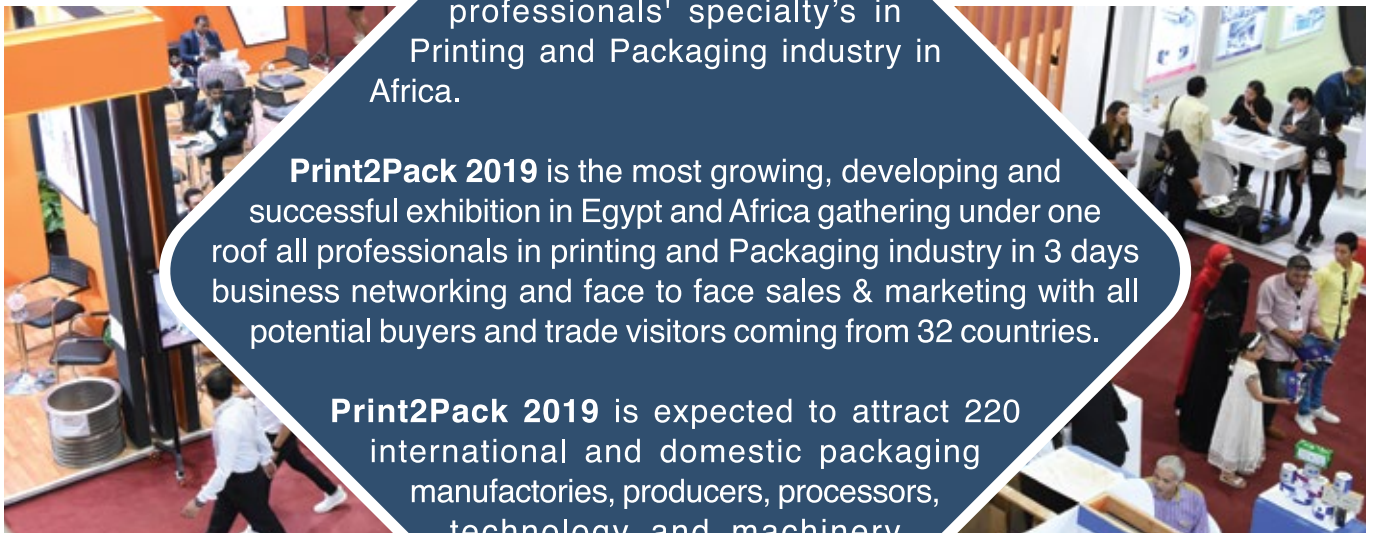 professionals' specialty's in
Printing and Packaging industry in
Africa.
Print2Pack 2019 is the most growing, developing and
successful exhibition in Egypt and Africa gathering under one
roof all professionals in printing and Packaging industry in 3 days
business networking and face to face sales & marketing with all
potential buyers and trade visitors coming from 32 countries.
Print2Pack 2019 is expected to attract 220
international and domestic packaging
manufactories, producers, processors,
technology and machinery